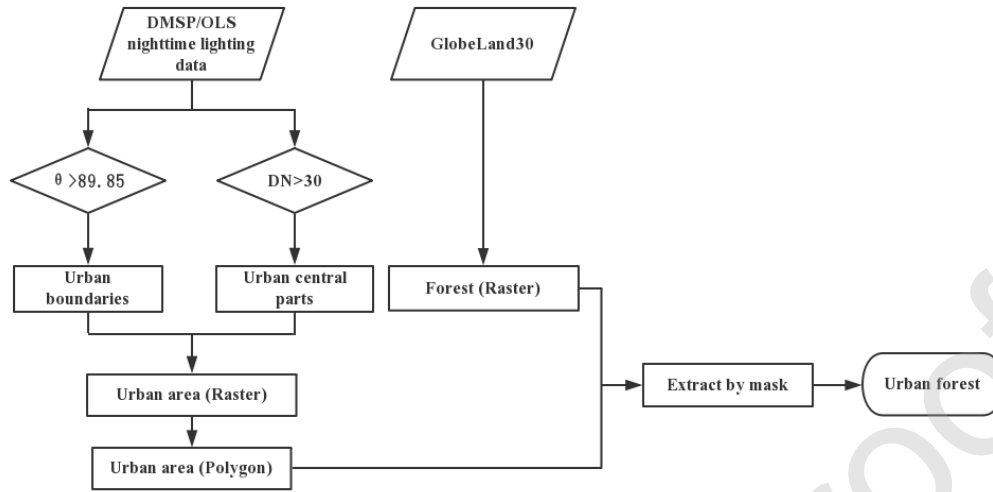 DMSP/OLS
nighttime lighting
data
GlobeLand30
θ>89.85
DN>30
Urban
boundaries
Urban central
parts
Forest (Raster)
Urban area (Raster)
Extract by mask
Urban forest
Urban area (Polygon)